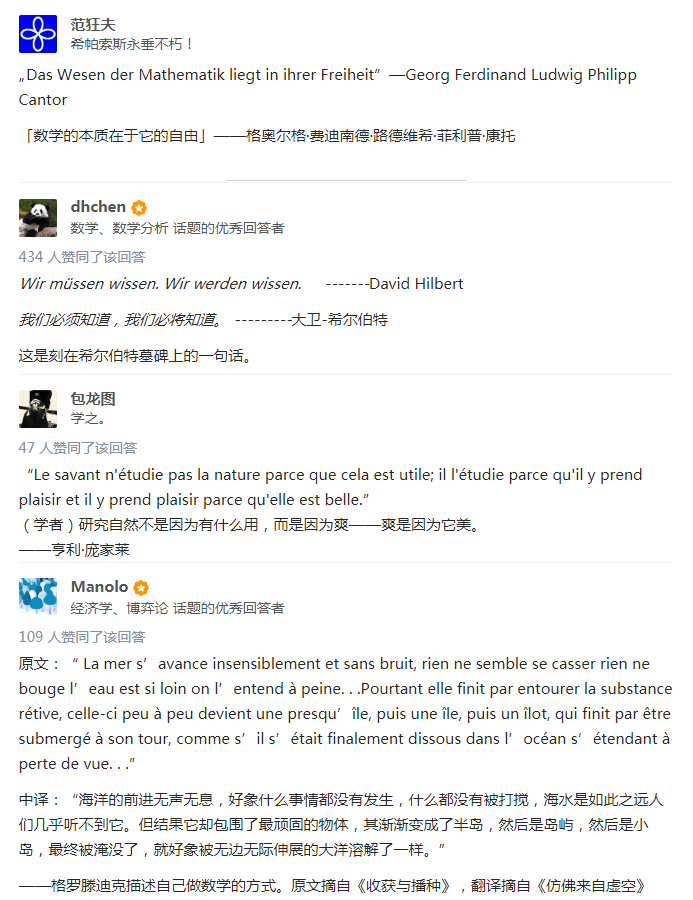 范狂夫
希帕索斯永垂不朽！
„Das Wesen der Mathematik liegt in ihrer Freiheit” —Georg Ferdinand Ludwig Philipp
Cantor
「数学的本质在于它的自由」——格奥尔格·费迪南德·路德维希·菲利普·康托
dhchen
数学、数学分析 话题的优秀回答者
434 人赞同了该回答
Wir müssen wissen. Wir werden wissen. -------David Hilbert
我们必须知道，我们必将知道。 ---------大卫-希尔伯特
这是刻在希尔伯特墓碑上的一句话。
包龙图
学之。
47 人赞同了该回答
“Le savant n'étudie pas la nature parce que cela est utile; il l'étudie parce qu'il y prend
plaisir et il y prend plaisir parce qu'elle est belle.”
（学者）研究自然不是因为有什么用，而是因为爽——爽是因为它美。
——亨利·庞家莱
Manolo
经济学、博弈论 话题的优秀回答者
109 人赞同了该回答
原文：“ La mer s’avance insensiblement et sans bruit, rien ne semble se casser rien ne
bouge l’eau est si loin on l’entend à peine. . .Pourtant elle finit par entourer la substance
rétive, celle-ci peu à peu devient une presqu’île, puis une île, puis un îlot, qui finit par être
submergé à son tour, comme s’il s’était finalement dissous dans l’océan s’étendant à
perte de vue. . .”
中译：“海洋的前进无声无息，好象什么事情都没有发生，什么都没有被打搅，海水是如此之远人
们几乎听不到它。但结果它却包围了最顽固的物体，其渐渐变成了半岛，然后是岛屿，然后是小
岛，最终被淹没了，就好象被无边无际伸展的大洋溶解了一样。”
——格罗滕迪克描述自己做数学的方式。原文摘自《收获与播种》，翻译摘自《仿佛来自虚空》